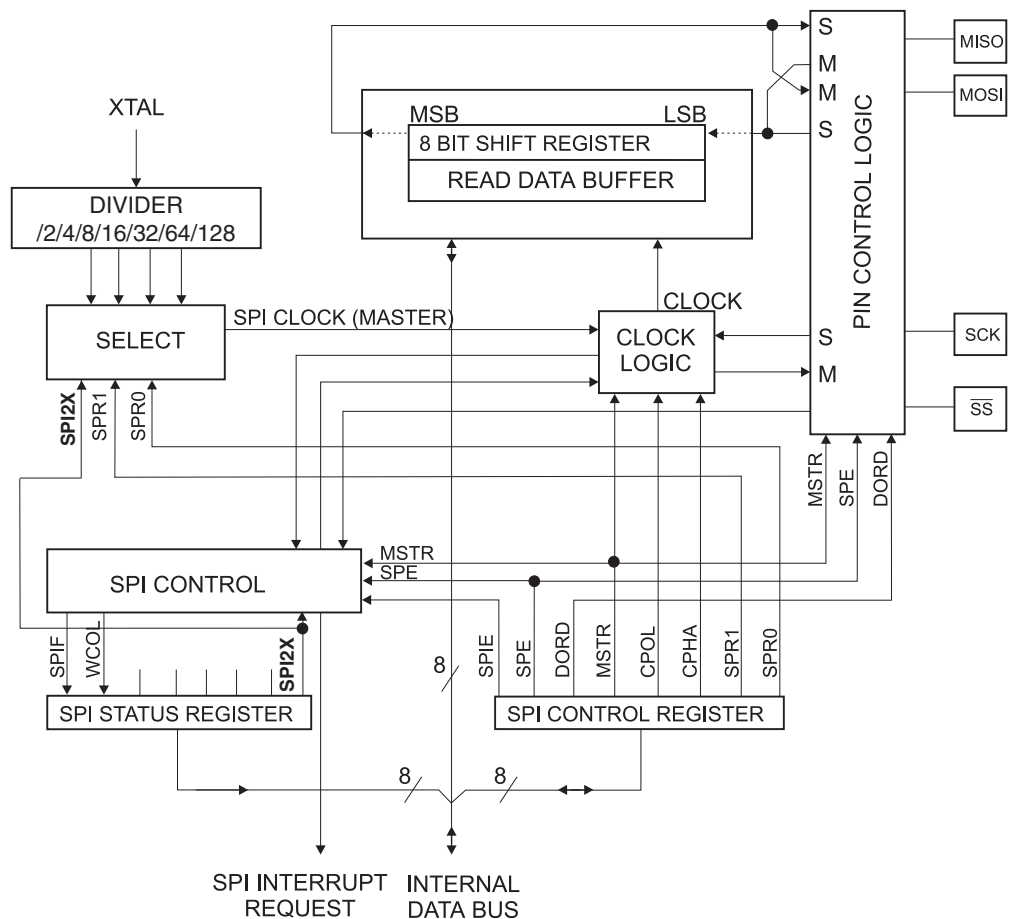 S
MISO
M
MOSI
M
S
XTAL
MSB
LSB
8 BIT SHIFT REGISTER
READ DATA BUFFER
DIVIDER
/2/4/8/16/32/64/128
PIN CONTROL LOGIC
SELECT
SPI CLOCK (MASTER)
CLOCK
CLOCK
LOGIC
S
M
SCK
SS
SPI2X
SPR1
SPR0
MSTR
SPE
DORD
SPI CONTROL
MSTR
SPE
SPIF
WCOL
SPI2X
8
SPIE
SPE
DORD
MSTR
CPOL
CPHA
SPR1
SPR0
SPI STATUS REGISTER
SPI CONTROL REGISTER
8
8
SPI INTERRUPT
REQUEST
INTERNAL
DATA BUS